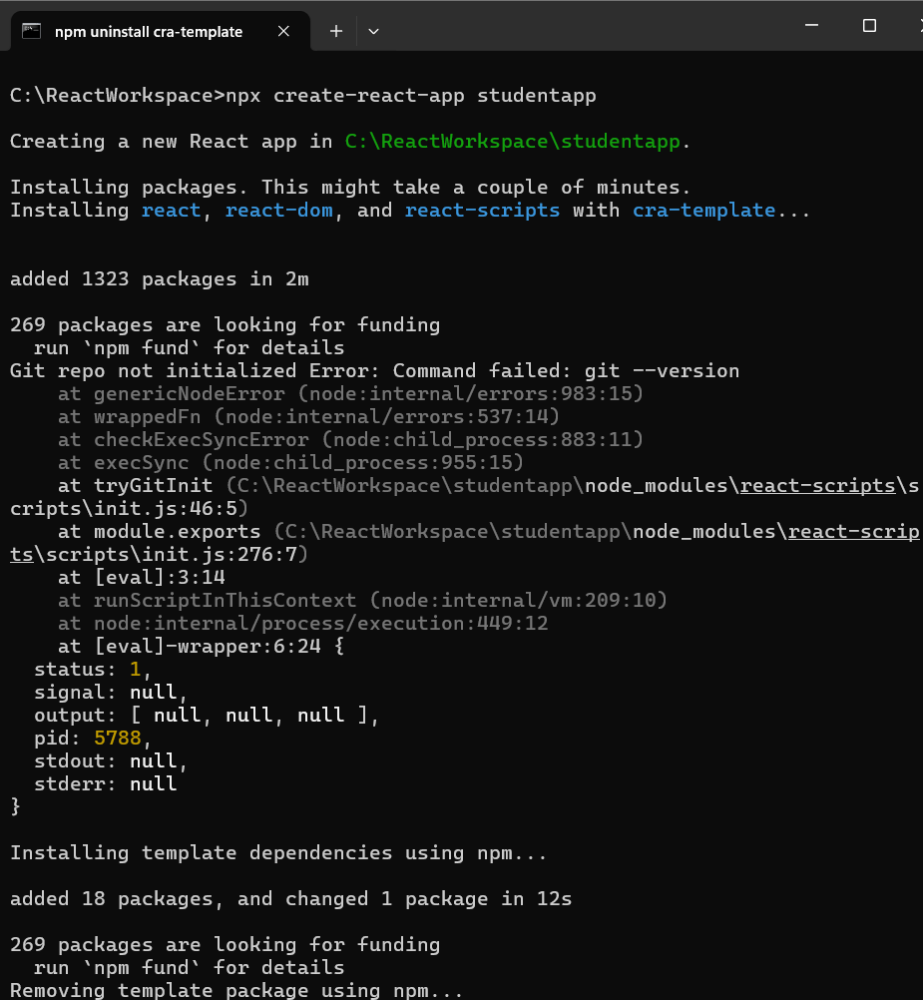 npm uninstall cra-template
C:\ReactWorkspace>npx create-react-app studentapp
Creating a new React app in C:\ReactWorkspace\studentapp.
Installing packages. This might take a couple of minutes.
Installing react, react-dom, and react-scripts with cra-template...
added 1323 packages in 2m
269 packages are looking for funding
  run `npm fund` for details
Git repo not initialized Error: Command failed: git --version
    at genericNodeError (node:internal/errors:983:15)
    at wrappedFn (node:internal/errors:537:14)
    at checkExecSyncError (node:child_process:883:11)
    at execSync (node:child_process:955:15)
    at tryGitInit (C:\ReactWorkspace\studentapp\node_modules\react-scripts\s
cripts\init.js:46:5)
    at module.exports (C:\ReactWorkspace\studentapp\node_modules\react-scrip
ts\scripts\init.js:276:7)
    at [eval]:3:14
    at runScriptInThisContext (node:internal/vm:209:10)
    at node:internal/process/execution:449:12
    at [eval]-wrapper:6:24 {
  status: 1,
  signal: null,
  output: [ null, null, null ],
  pid: 5788,
  stdout: null,
  stderr: null
}
Installing template dependencies using npm...
added 18 packages, and changed 1 package in 12s
269 packages are looking for funding
  run `npm fund` for details
Removing template package using npm...